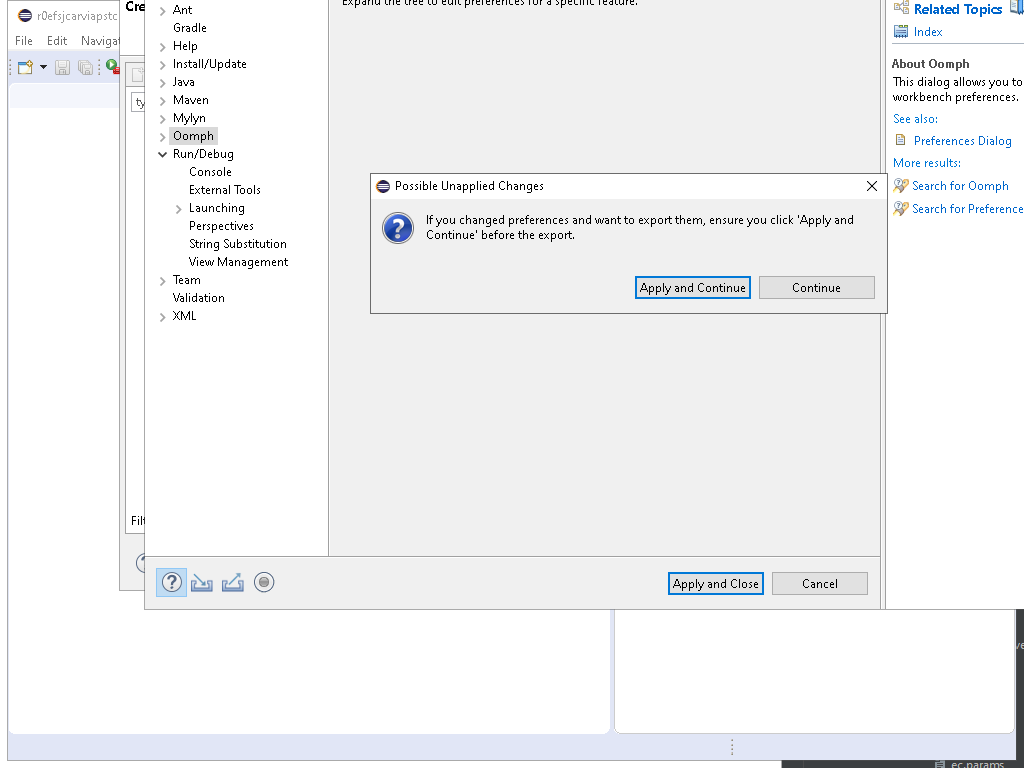 r0efsjcarviapstc
File Edit Navigat
Cre
ty
Filt
Ant
Gradle
Help
Install/Update
Java
Maven
Mylyn
Oomph
Run/Debug
Console
External Tools
Launching
Perspectives
String Substitution
View Management
Team
Validation
XML
Expand the tree to edit preferences for a specific feature.
Possible Unapplied Changes
If you changed preferences and want to export them, ensure you click 'Apply and
Continue' before the export.
Apply and Continue Continue
Apply and Close Cancel
Related Topics
Index
About Oomph
This dialog allows you to
workbench preferences.
See also:
Preferences Dialog
More results:
Search for Oomph
Search for Preference
ve
ec.params